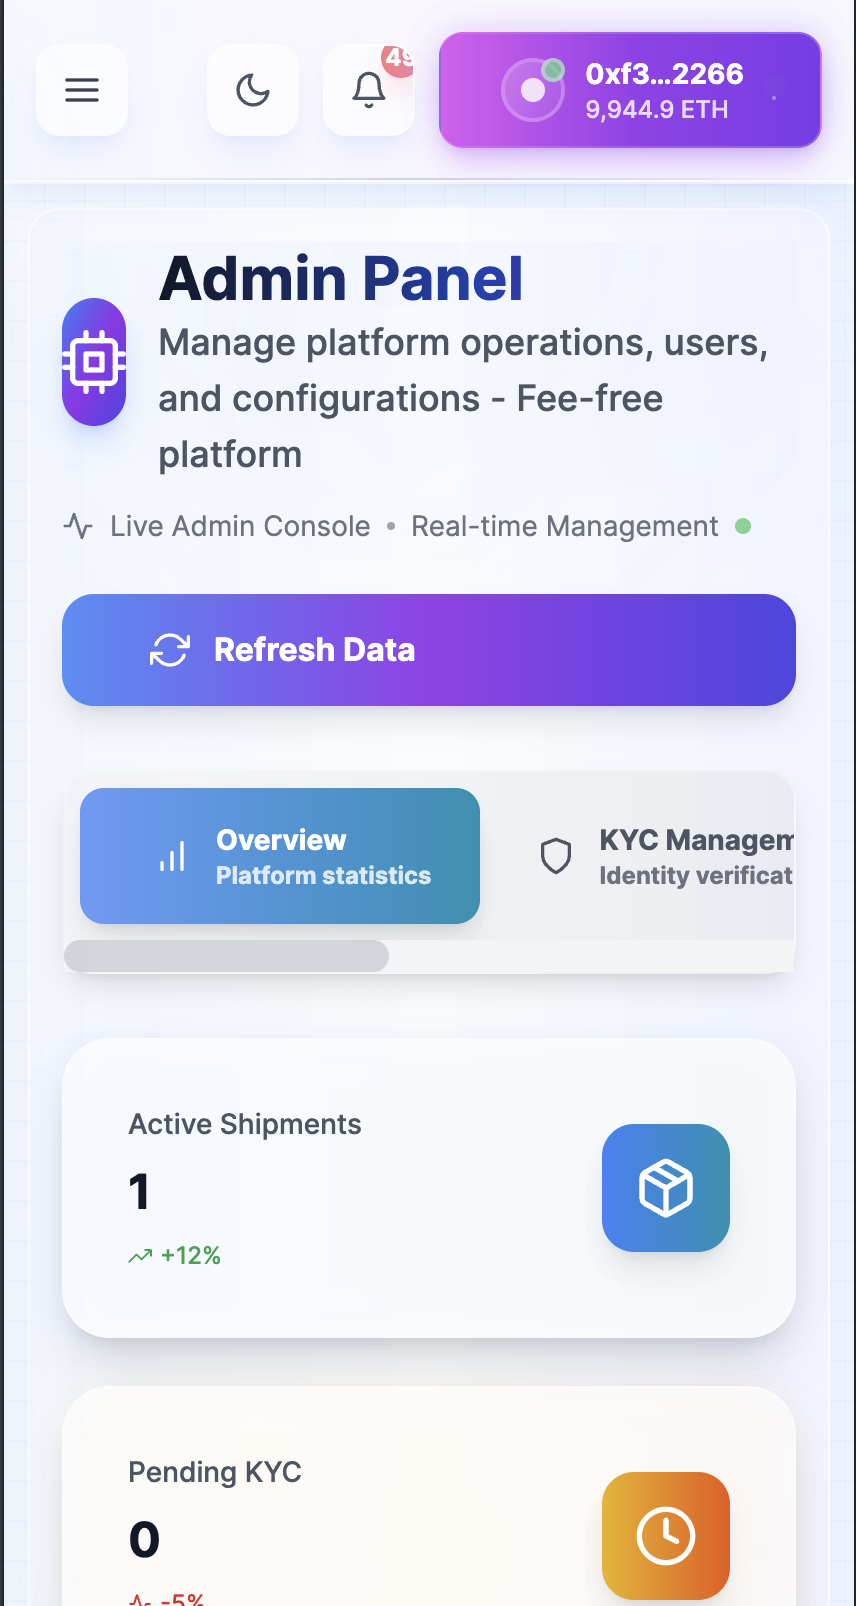 49
0xf3...2266
9,944.9 ETH
Admin Panel
Manage platform operations, users,
and configurations - Fee-free
platform
Live Admin Console • Real-time Management
Refresh Data
Overview
Platform statistics
KYC Managem
Identity verificat
Active Shipments
1
+12%
Pending KYC
0
-5%